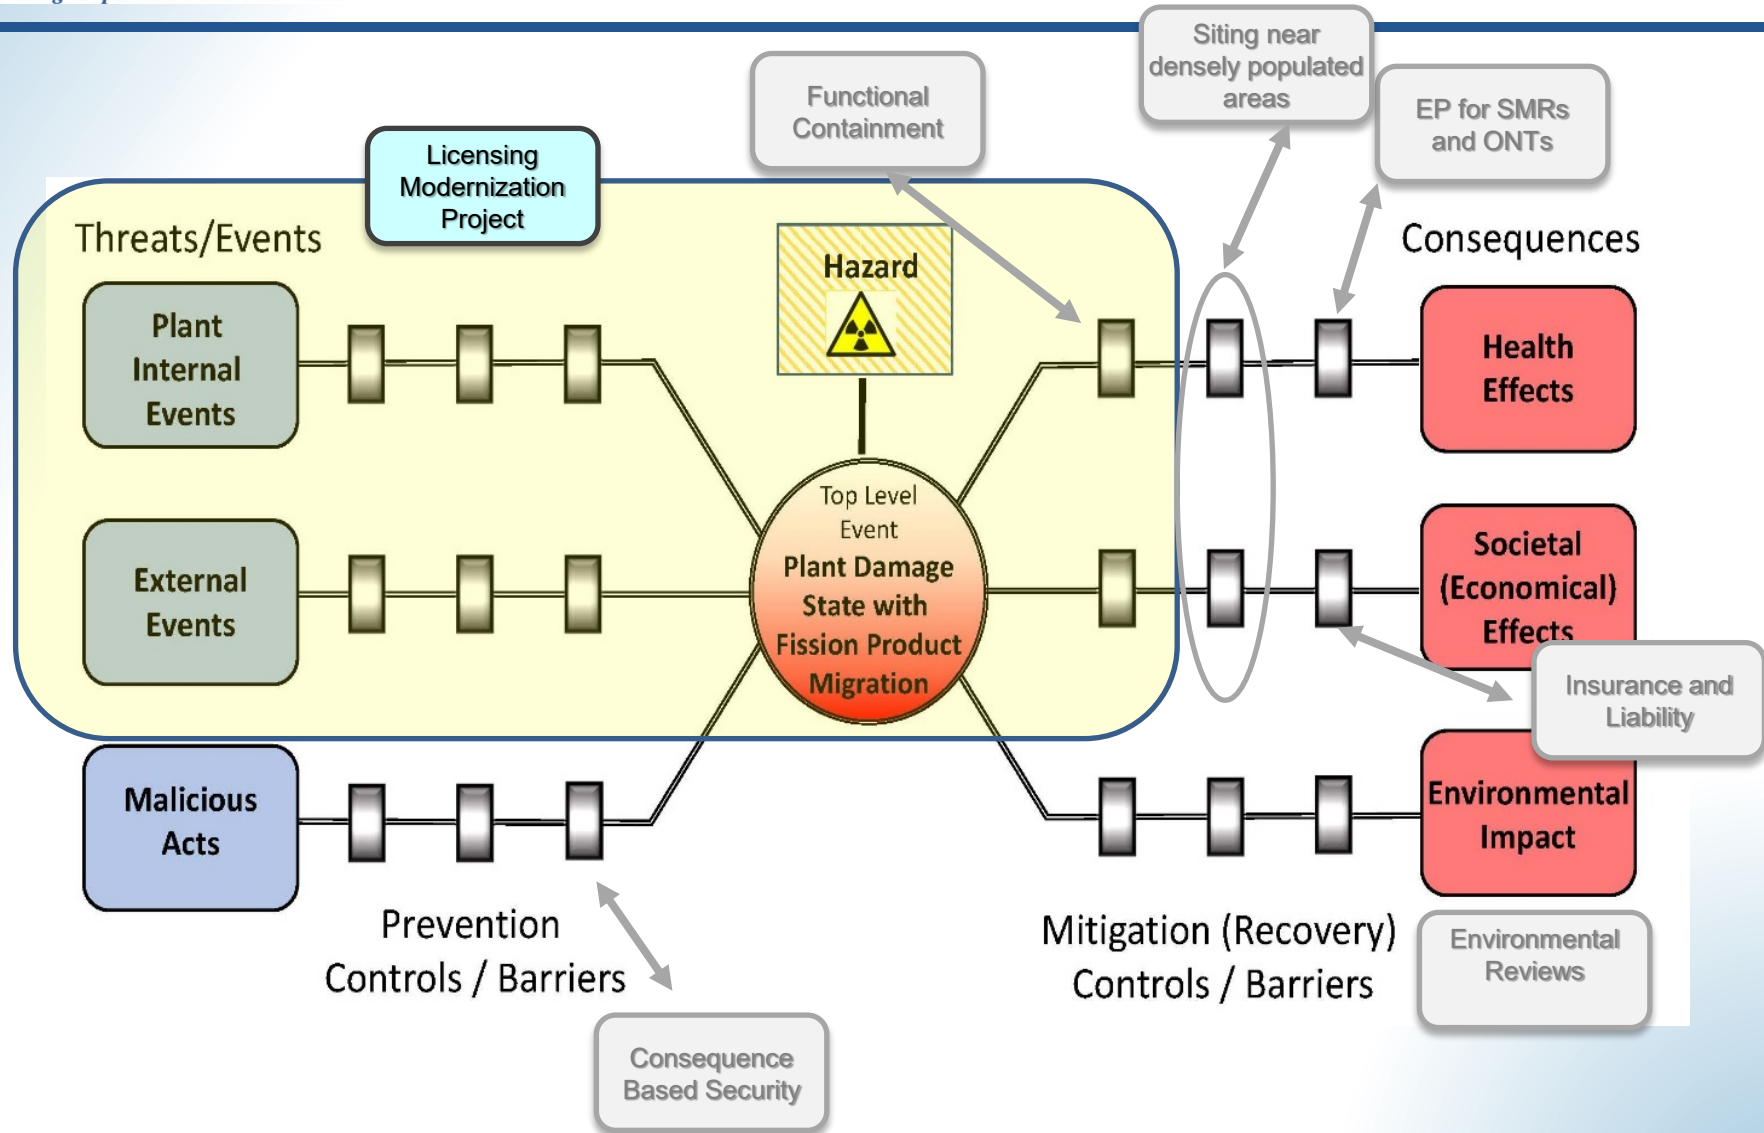 Siting near
densely populated
areas
Functional
Containment
EP for SMRs
and ONTs
Licensing
Modernization
Project
Threats/Events
Hazard
Consequences
Plant
Internal
Events
Health
Effects
Top Level
Event
Plant Damage
State with
Fission Product
Migration
External
Events
Societal
(Economical)
Effects
Insurance and
Liability
Malicious
Acts
Environmental
Impact
Prevention
Controls / Barriers
Mitigation (Recovery)
Controls / Barriers
Environmental
Reviews
Consequence
Based Security